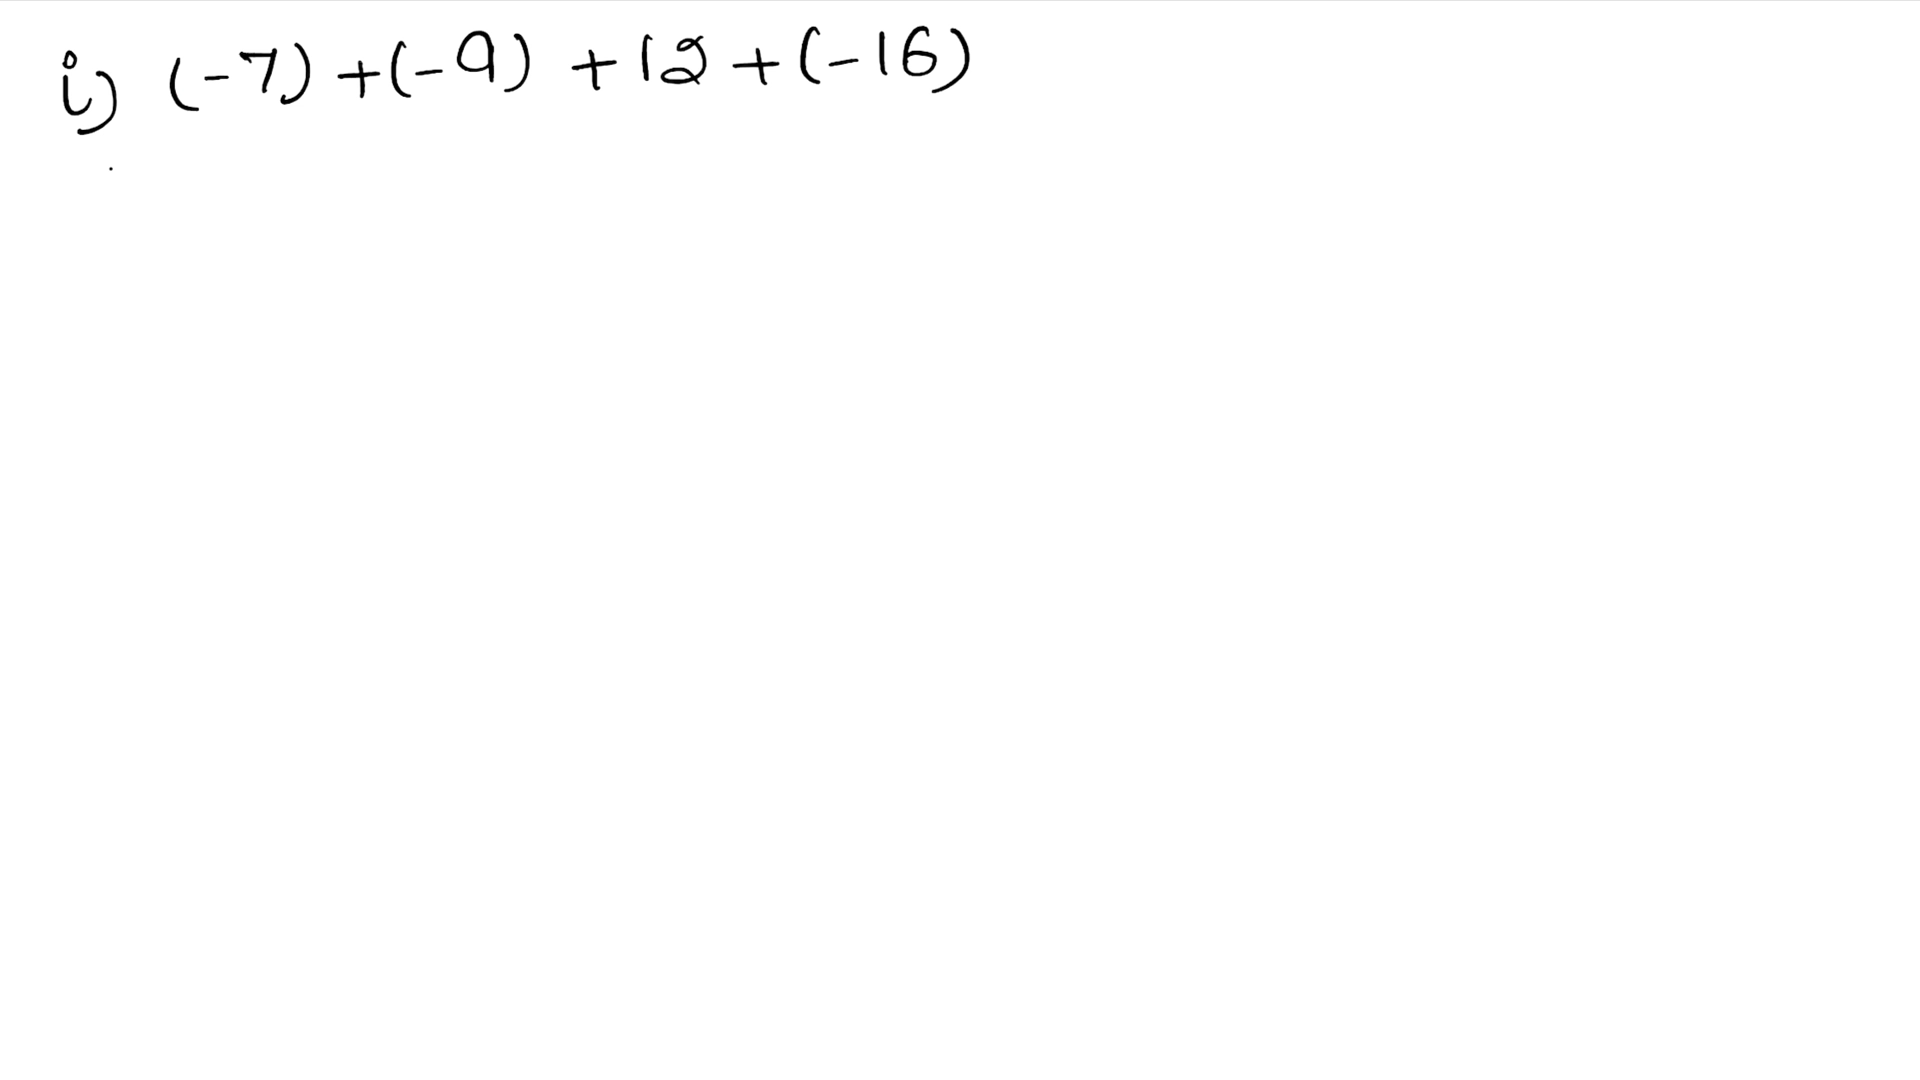 i) (-7) +(-9) + 12 + (-16)